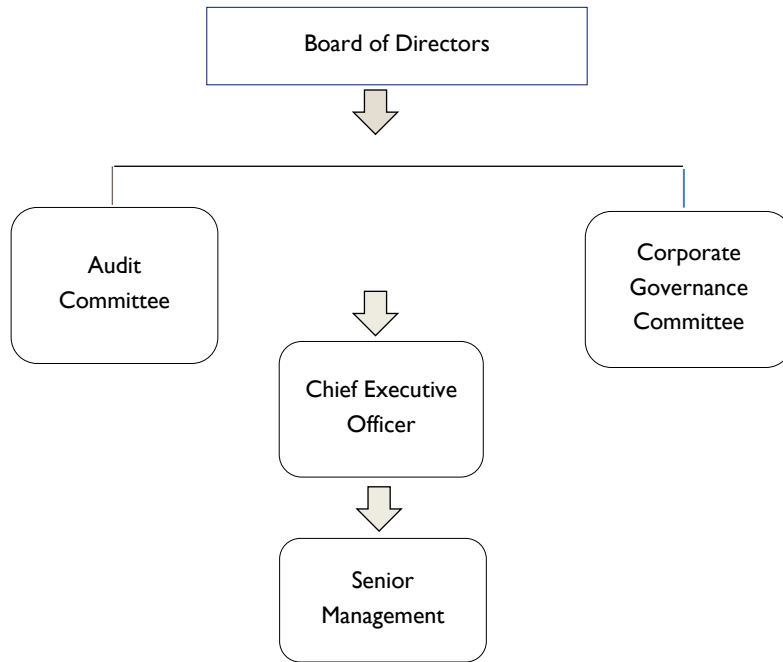 Board of Directors
Audit
Committee
Corporate
Governance
Committee
Chief Executive
Officer
Senior
Management